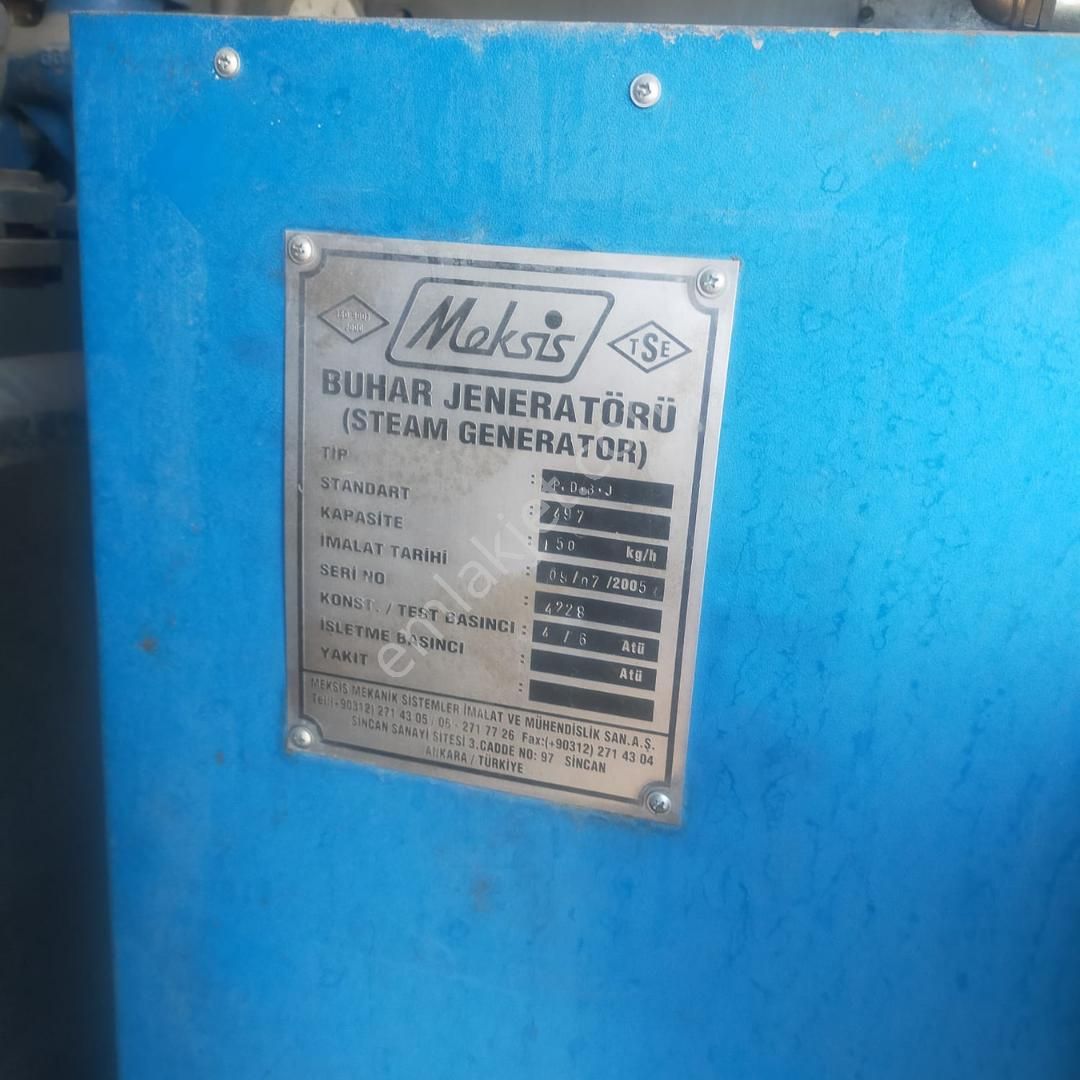 ISO 9001
2000
Meksis
TSE
BUHAR JENERATÖRÜ
(STEAM GENERATOR)
TİP : P.D.B.J
STANDART : 497
KAPASİTE : 150 kg/h
İMALAT TARİHİ : 09/07/2005
SERİ NO : 4228
KONST. / TEST BASINCI : 4 / 6 Atü
İŞLETME BASINCI : Atü
YAKIT :
MEKSİS MEKANİK SİSTEMLER İMALAT VE MÜHENDİSLİK SAN.A.Ş.
Tel:(+90312) 271 43 05 / 06 - 271 77 26 Fax:(+90312) 271 43 04
SİNCAN SANAYİ SİTESİ 3.CADDE NO: 97 SİNCAN
ANKARA / TÜRKİYE